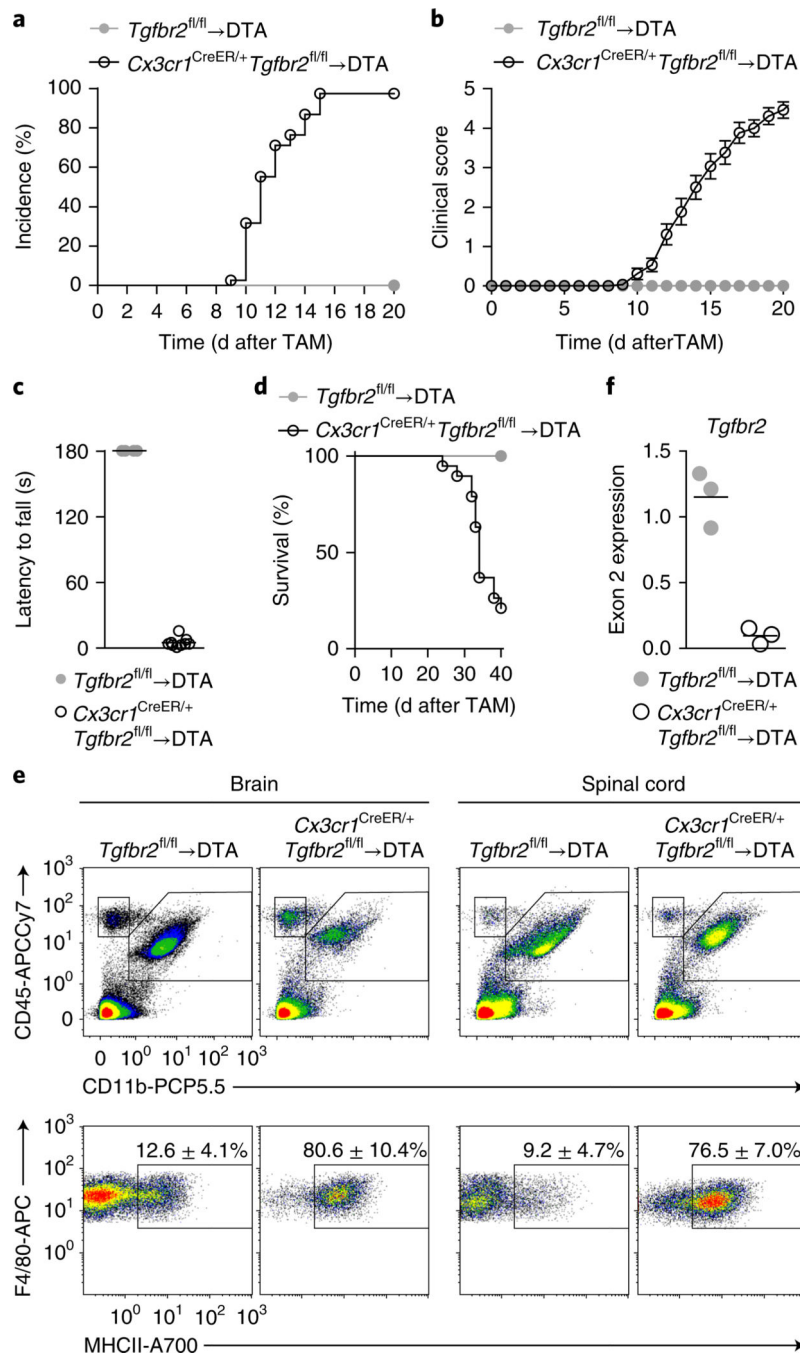 a
Tgfbr2fl/fl→DTA
Cx3cr1CreER/+Tgfbr2fl/fl→DTA
Incidence (%)
100
80
60
40
20
0
0 2 4 6 8 10 12 14 16 18 20
Time (d after TAM)
b
Tgfbr2fl/fl→DTA
Cx3cr1CreER/+Tgfbr2fl/fl→DTA
Clinical score
5
4
3
2
1
0
0 5 10 15 20
Time (d afterTAM)
c
Latency to fall (s)
180
120
60
0
Tgfbr2fl/fl→DTA
Cx3cr1CreER/+
Tgfbr2fl/fl→DTA
d
Tgfbr2fl/fl→DTA
Cx3cr1CreER/+Tgfbr2fl/fl→DTA
Survival (%)
100
50
0
0 10 20 30 40
Time (d after TAM)
f
Tgfbr2
Exon 2 expression
1.5
1.0
0.5
0.0
Tgfbr2fl/fl→DTA
Cx3cr1CreER/+
Tgfbr2fl/fl→DTA
e
Brain
Spinal cord
Tgfbr2fl/fl→DTA
Cx3cr1CreER/+
Tgfbr2fl/fl→DTA
Tgfbr2fl/fl→DTA
Cx3cr1CreER/+
Tgfbr2fl/fl→DTA
CD45-APCCy7
103
102
101
100
0
0 100 101 103
CD11b-PCP5.5
F4/80-APC
103
102
101
100
12.6 ± 4.1%
80.6 ± 10.4%
9.2 ± 4.7%
76.5 ± 7.0%
0 100 101 103
MHCII-A700